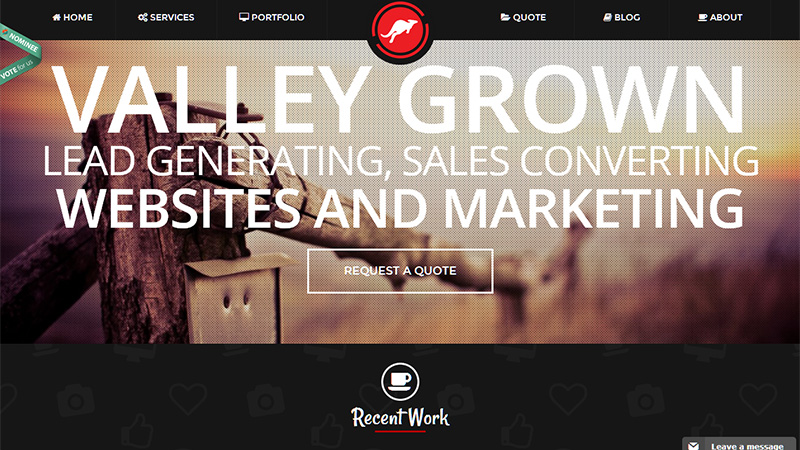 HOME
SERVICES
PORTFOLIO
QUOTE
BLOG
ABOUT
NOMINEE
VOTE for us
VALLEY GROWN
LEAD GENERATING, SALES CONVERTING
WEBSITES AND MARKETING
REQUEST A QUOTE
Recent Work
Leave a message